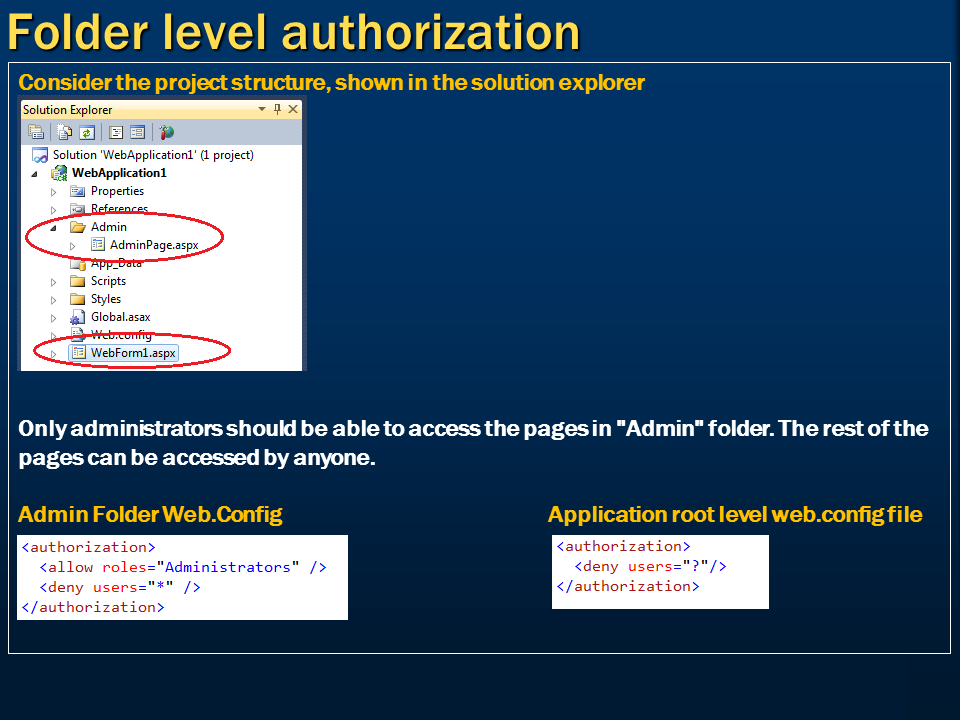 Folder level authorization
Consider the project structure, shown in the solution explorer
Solution Explorer
Solution 'WebApplication1' (1 project)
WebApplication1
Properties
References
Admin
AdminPage.aspx
App_Data
Scripts
Styles
Global.asax
Web.config
WebForm1.aspx
Only administrators should be able to access the pages in "Admin" folder. The rest of the
pages can be accessed by anyone.
Admin Folder Web.Config
<authorization>
<allow roles="Administrators" />
<deny users="*" />
</authorization>
Application root level web.config file
<authorization>
<deny users="?"/>
</authorization>